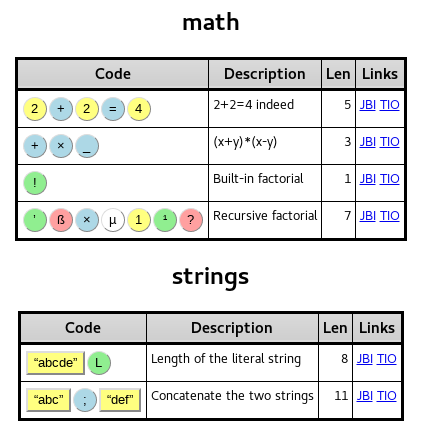 math
Code Description Len Links
2 + 2 = 4 2+2=4 indeed 5 JBI TIO
+ × _ (x+y)*(x-y) 3 JBI TIO
! Built-in factorial 1 JBI TIO
’ ß × µ 1 ¹ ? Recursive factorial 7 JBI TIO
strings
Code Description Len Links
“abcde” L Length of the literal string 8 JBI TIO
“abc” ; “def” Concatenate the two strings 11 JBI TIO